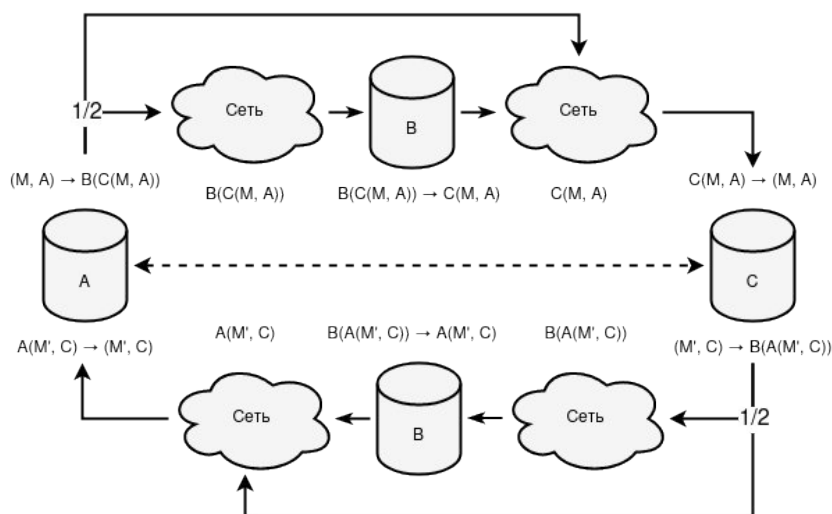 1/2
Сеть
B
Сеть
(M, A) → B(C(M, A))
B(C(M, A))
B(C(M, A)) → C(M, A)
C(M, A)
C(M, A) → (M, A)
A
C
A(M', C) → (M', C)
A(M', C)
B(A(M', C)) → A(M', C)
B(A(M', C))
(M', C) → B(A(M', C))
Сеть
B
Сеть
1/2